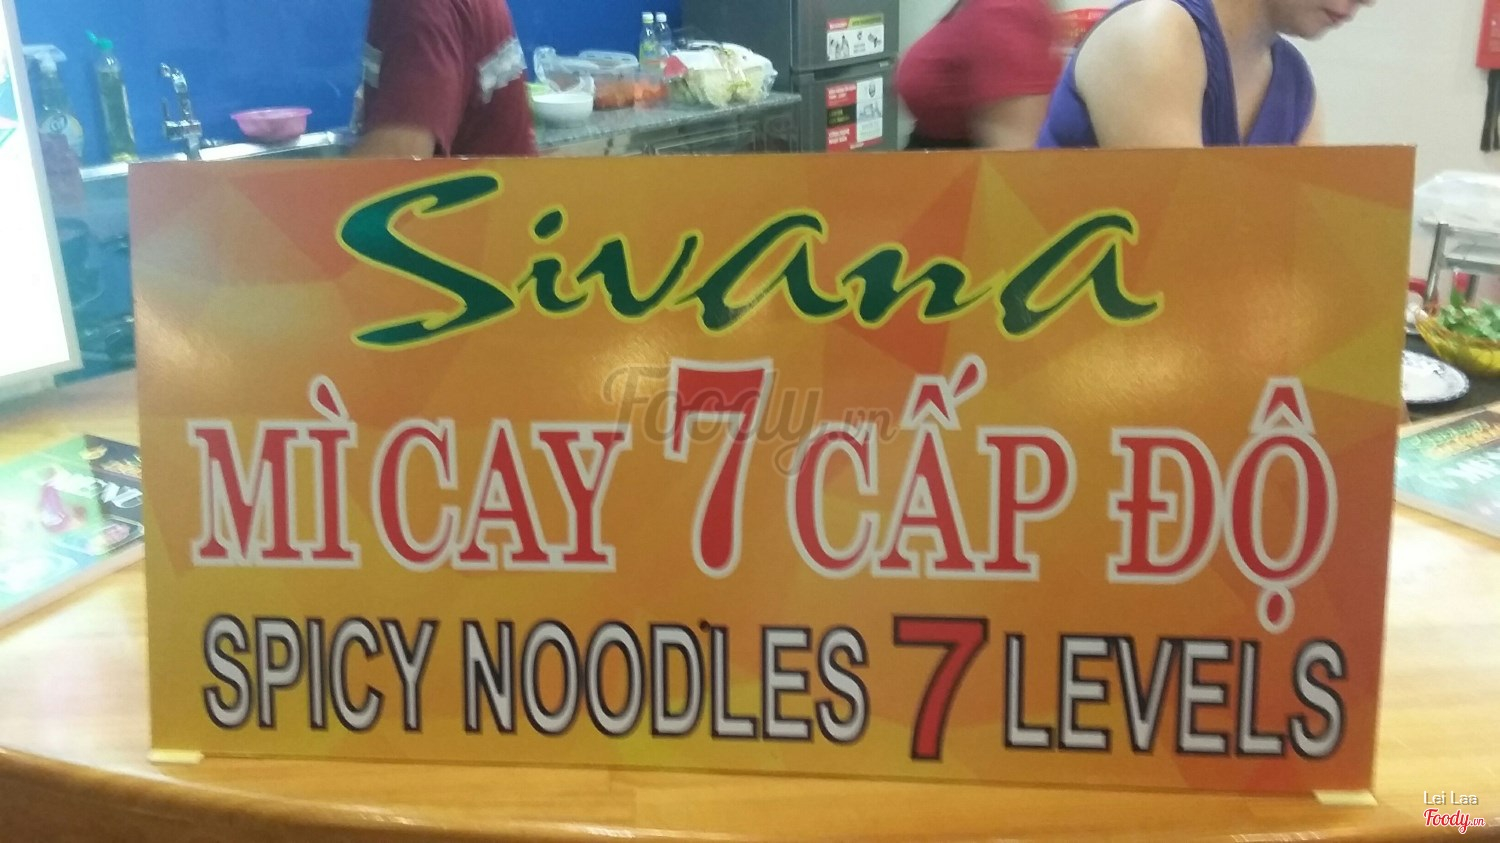 Sivana
MÌ CAY 7 CẤP ĐỘ
SPICY NOODLES 7 LEVELS
Foody.vn
Lei Laa
Foody.vn